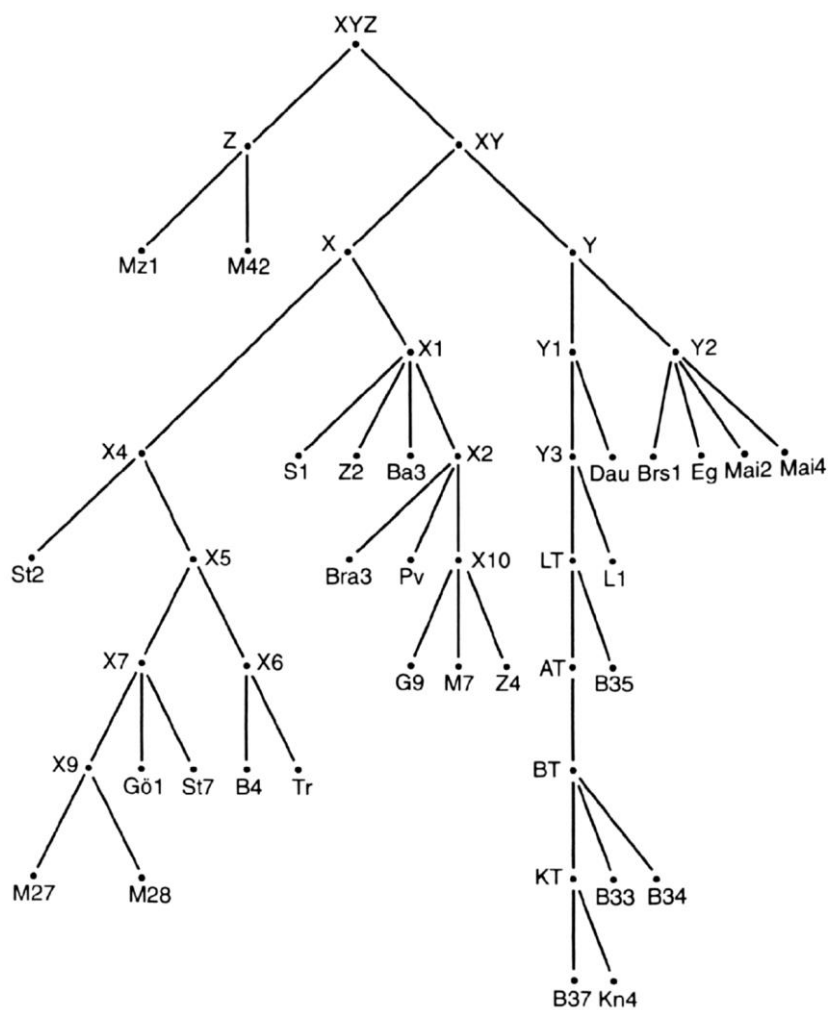 XYZ
Z XY
Mz1 M42 X Y
X1 Y1 Y2
X4 S1 Z2 Ba3 X2 Y3 Dau Brs1 Eg Mai2 Mai4
St2 X5 Bra3 Pv X10 LT L1
X7 X6 G9 M7 Z4 AT B35
X9 Gö1 St7 B4 Tr BT
M27 M28 KT B33 B34
B37 Kn4